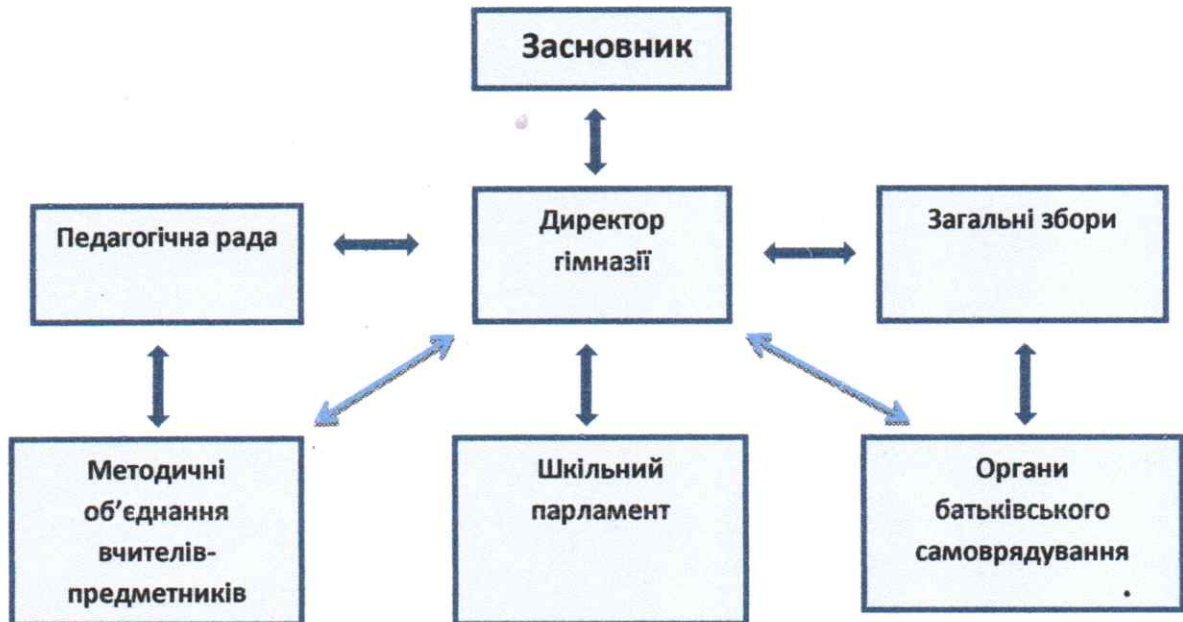 Засновник
Педагогічна рада
Директор
гімназії
Загальні збори
Методичні
об’єднання
вчителів-
предметників
Шкільний
парламент
Органи
батьківського
самоврядування